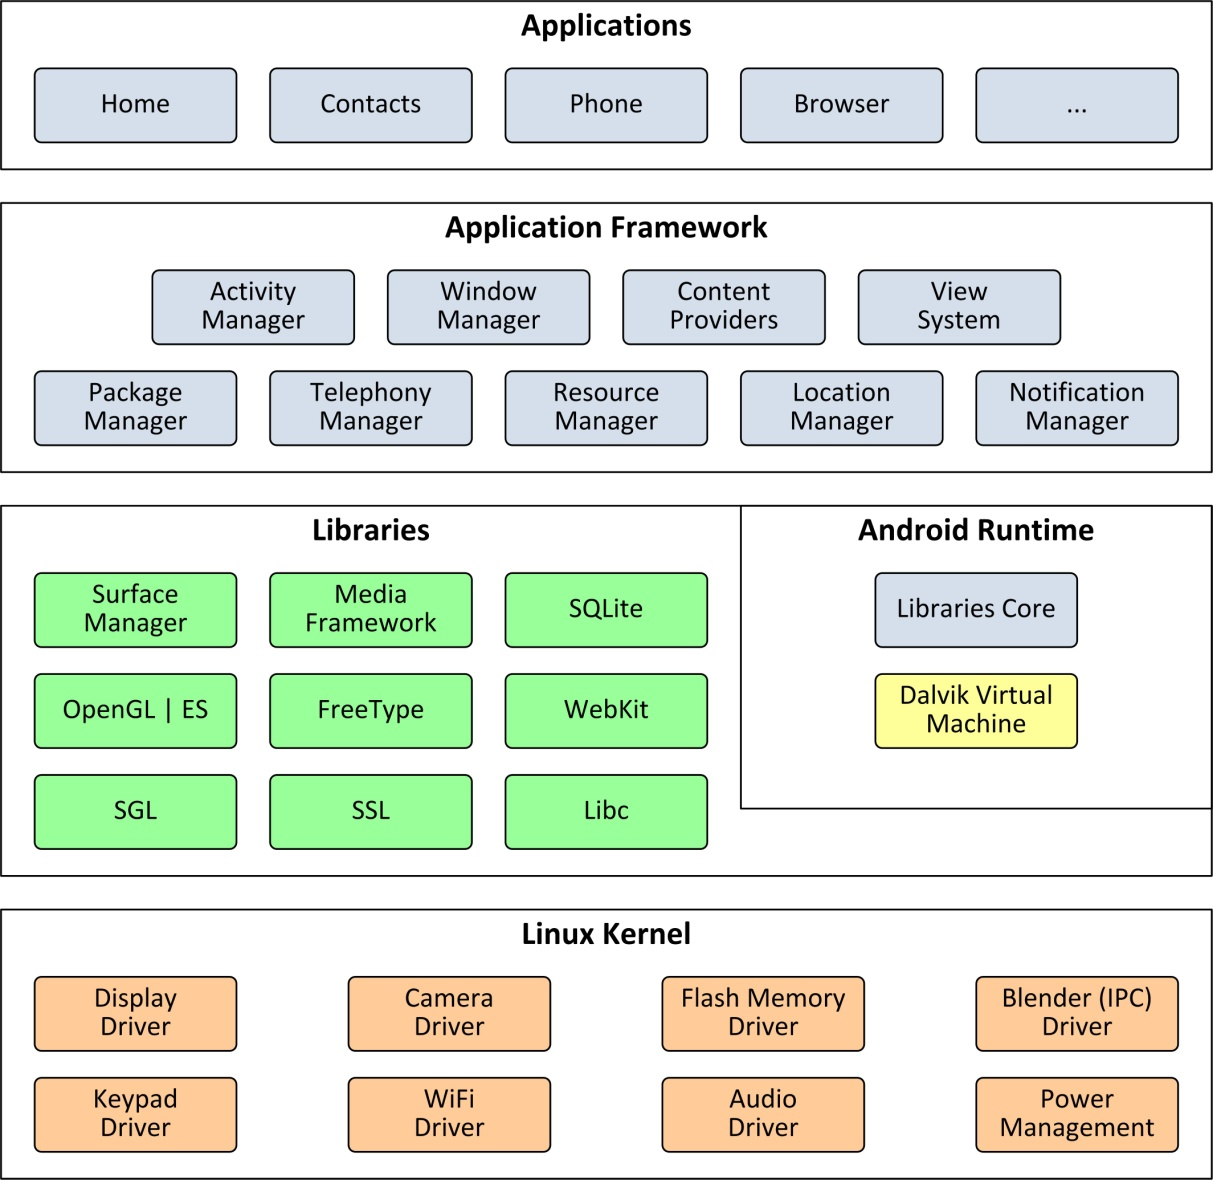 Applications
Home
Contacts
Phone
Browser
...
Application Framework
Activity
Manager
Window
Manager
Content
Providers
View
System
Package
Manager
Telephony
Manager
Resource
Manager
Location
Manager
Notification
Manager
Libraries
Surface
Manager
Media
Framework
SQLite
OpenGL | ES
FreeType
WebKit
SGL
SSL
Libc
Android Runtime
Libraries Core
Dalvik Virtual
Machine
Linux Kernel
Display
Driver
Camera
Driver
Flash Memory
Driver
Blender (IPC)
Driver
Keypad
Driver
WiFi
Driver
Audio
Driver
Power
Management